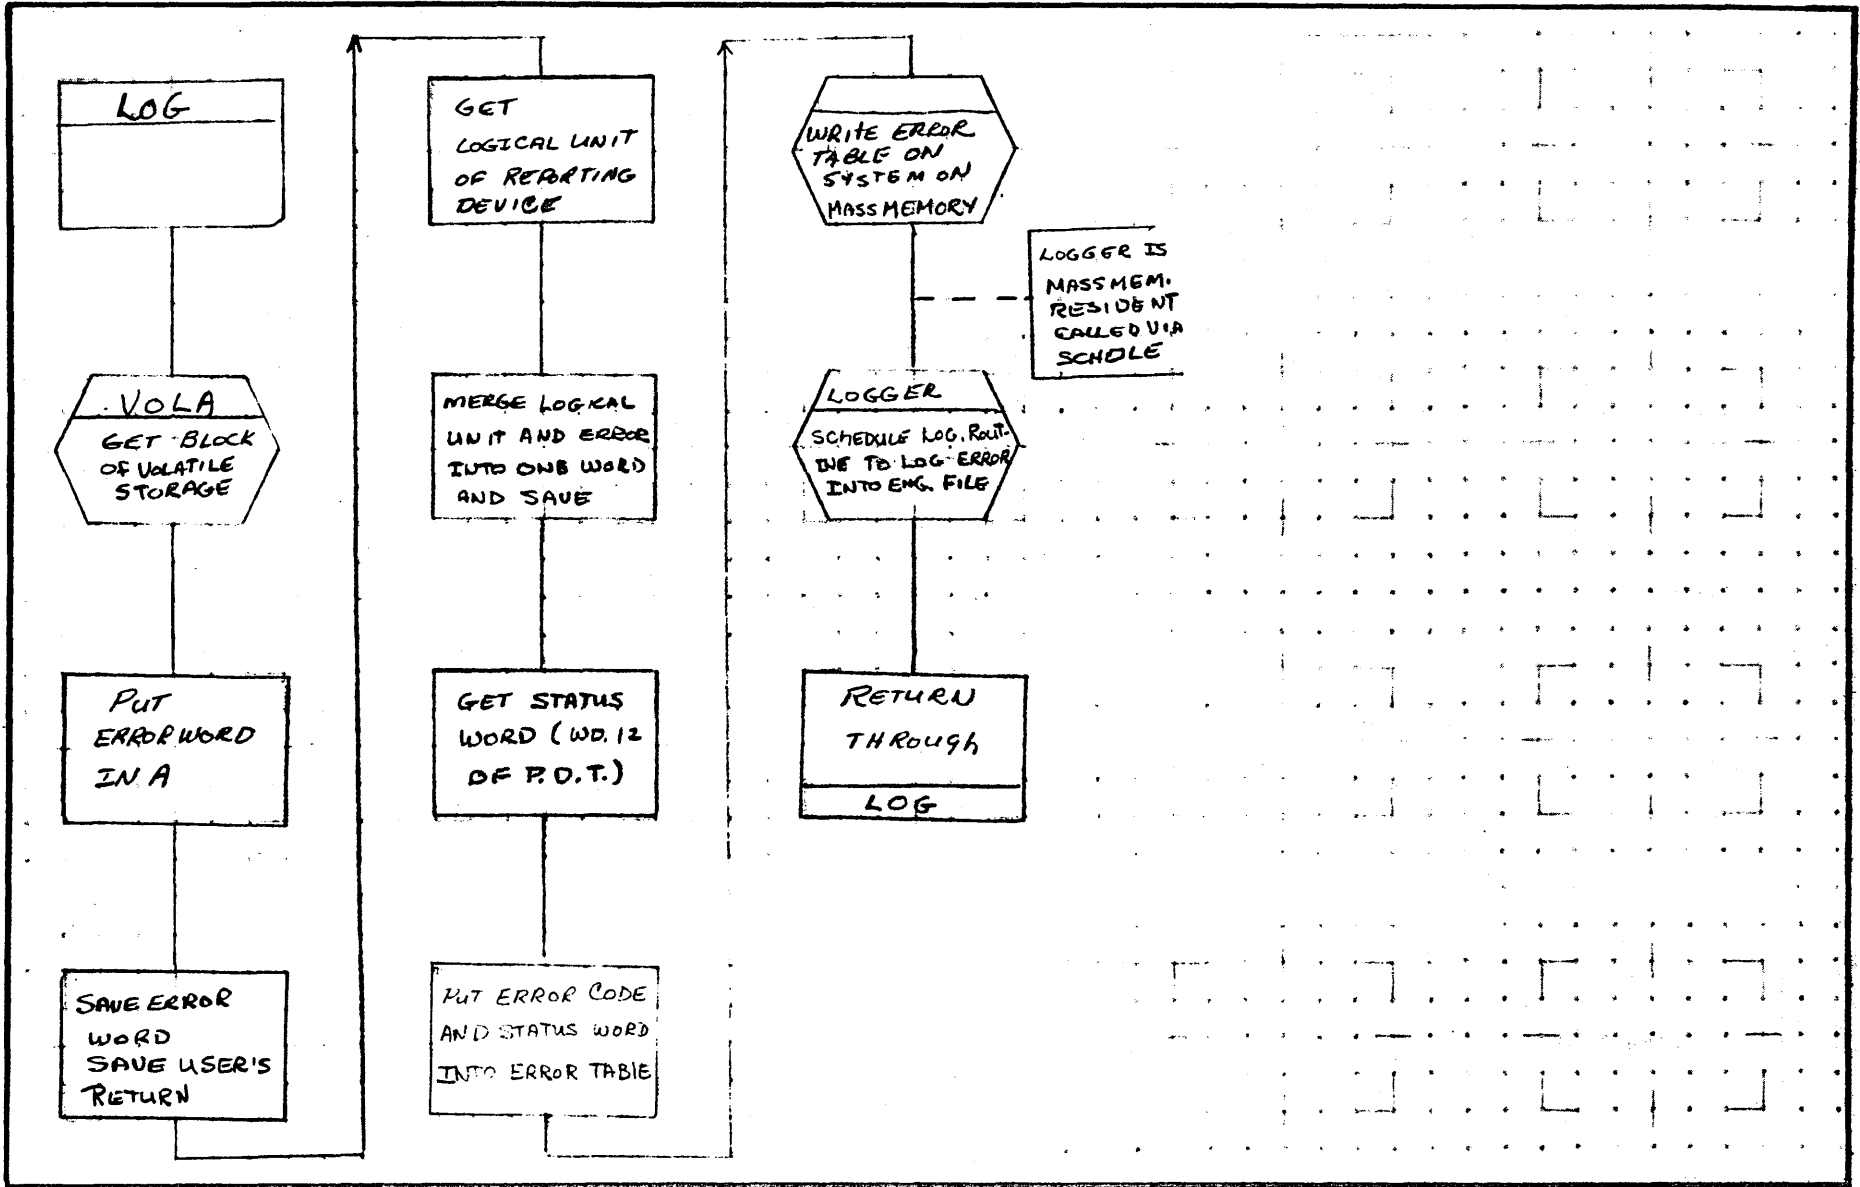 LOG
VOLA
GET BLOCK
OF VOLATILE
STORAGE
PUT
ERROR WORD
IN A
SAVE ERROR
WORD
SAVE USER'S
RETURN
GET
LOGICAL UNIT
OF REPORTING
DEVICE
MERGE LOGICAL
UNIT AND ERROR
INTO ONE WORD
AND SAVE
GET STATUS
WORD (WD. 12
OF P.D.T.)
PUT ERROR CODE
AND STATUS WORD
INTO ERROR TABLE
WRITE ERROR
TABLE ON
SYSTEM ON
MASS MEMORY
LOGGER IS
MASS MEM.
RESIDENT
CALLED VIA
SCHDLE
LOGGER
SCHEDULE LOG. ROUT-
INE TO LOG ERROR
INTO ENG. FILE
RETURN
THROUGH
LOG